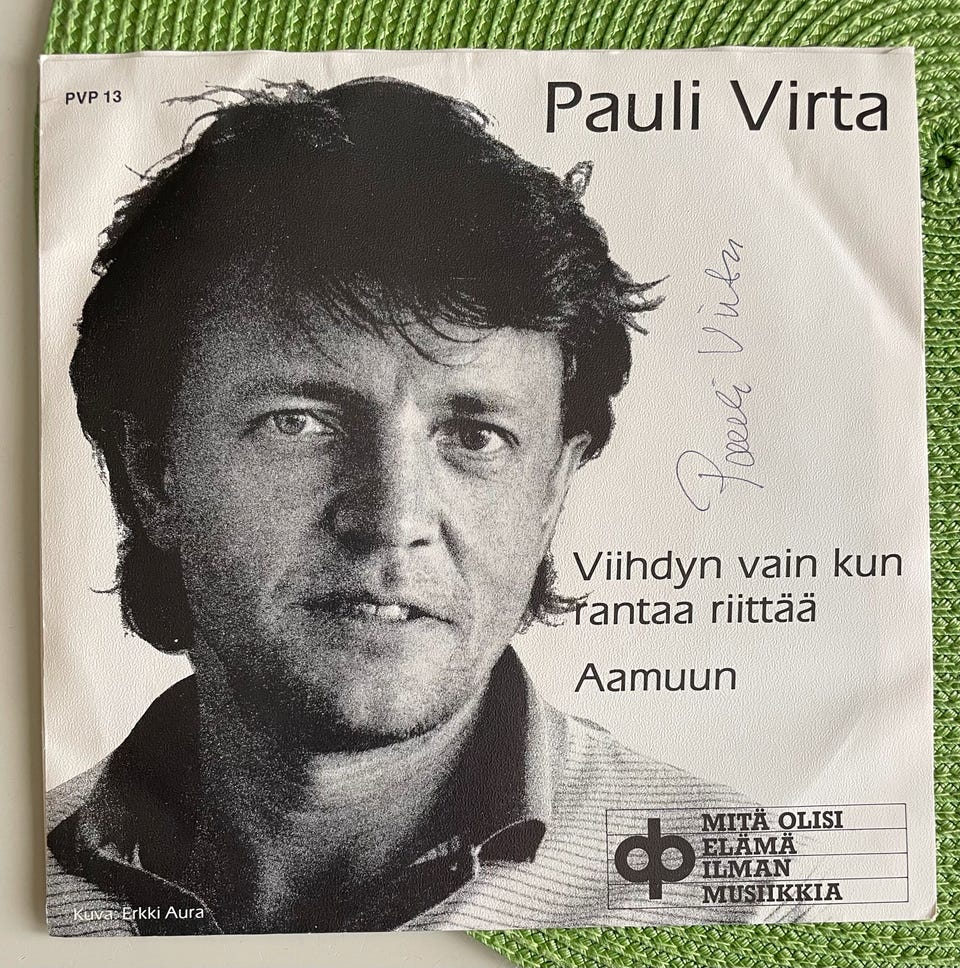 PVP 13
Pauli Virta
Pauli Virta
Viihdyn vain kun
rantaa riittää
Aamuun
MITÄ OLISI
ELÄMÄ
ILMAN
MUSIIKKIA
Kuva: Erkki Aura